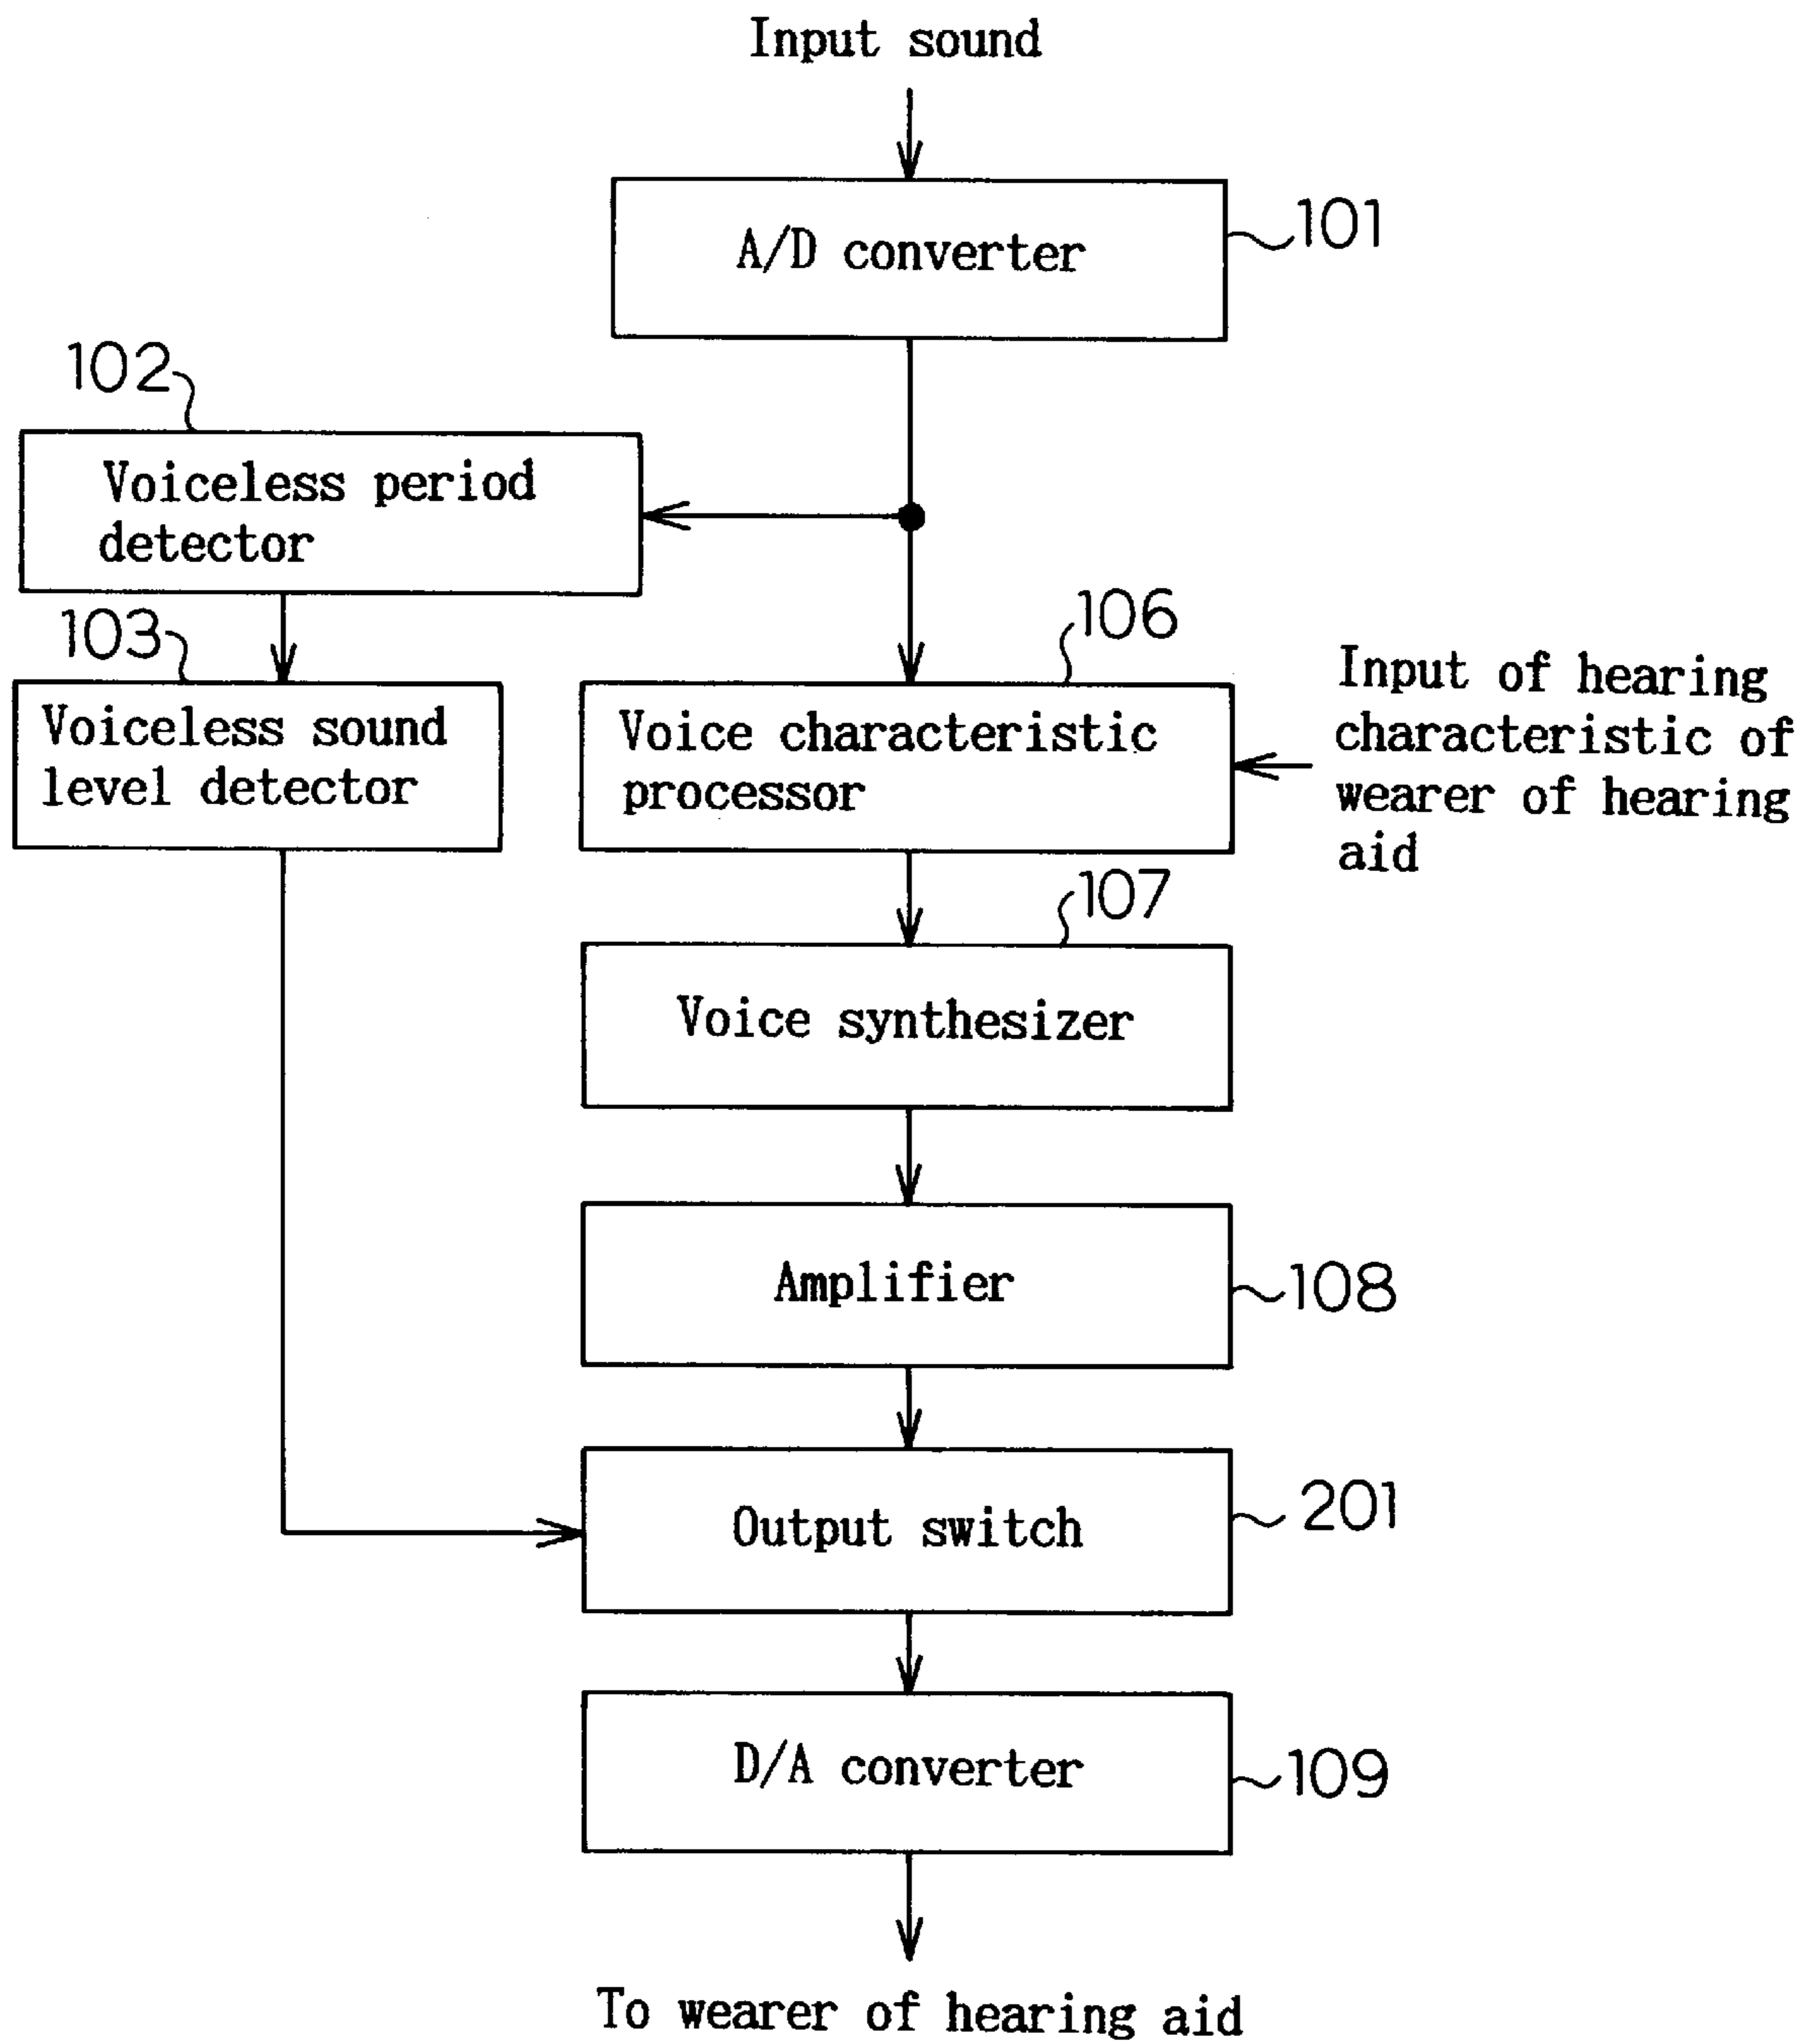 Input sound
A/D converter
101
102
Voiceless period
detector
103
Voiceless sound
level detector
106
Voice characteristic
processor
Input of hearing
characteristic of
wearer of hearing
aid
107
Voice synthesizer
Amplifier
108
Output switch
201
D/A converter
109
To wearer of hearing aid